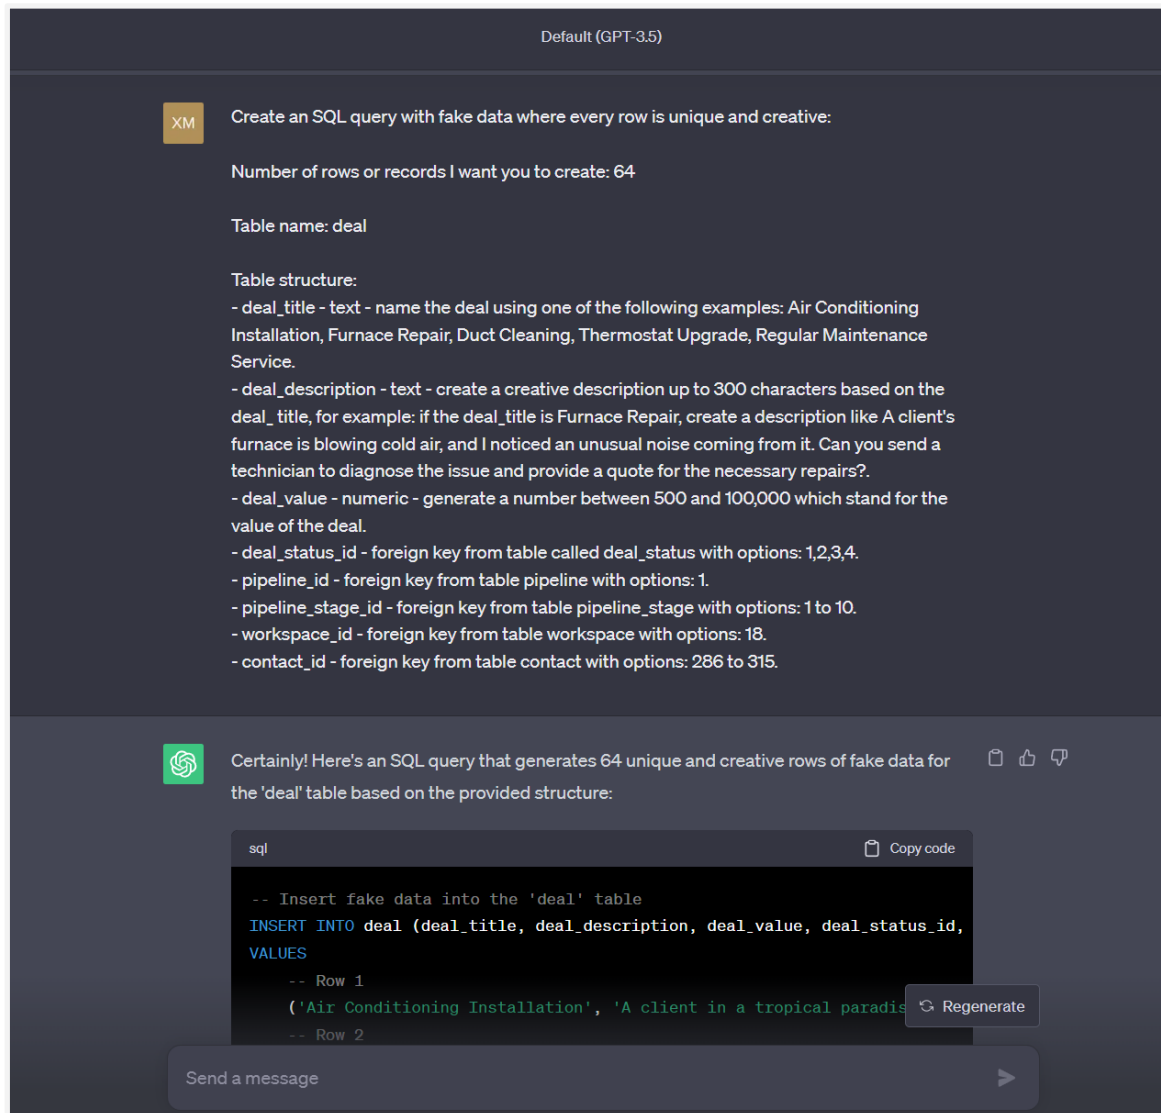 Default (GPT-3.5)
XM
Create an SQL query with fake data where every row is unique and creative:
Number of rows or records I want you to create: 64
Table name: deal
Table structure:
- deal_title - text - name the deal using one of the following examples: Air Conditioning
Installation, Furnace Repair, Duct Cleaning, Thermostat Upgrade, Regular Maintenance
Service.
- deal_description - text - create a creative description up to 300 characters based on the
deal_ title, for example: if the deal_title is Furnace Repair, create a description like A client's
furnace is blowing cold air, and I noticed an unusual noise coming from it. Can you send a
technician to diagnose the issue and provide a quote for the necessary repairs?.
- deal_value - numeric - generate a number between 500 and 100,000 which stand for the
value of the deal.
- deal_status_id - foreign key from table called deal_status with options: 1,2,3,4.
- pipeline_id - foreign key from table pipeline with options: 1.
- pipeline_stage_id - foreign key from table pipeline_stage with options: 1 to 10.
- workspace_id - foreign key from table workspace with options: 18.
- contact_id - foreign key from table contact with options: 286 to 315.
Certainly! Here's an SQL query that generates 64 unique and creative rows of fake data for
the 'deal' table based on the provided structure:
sql Copy code
-- Insert fake data into the 'deal' table
INSERT INTO deal (deal_title, deal_description, deal_value, deal_status_id,
VALUES
-- Row 1
('Air Conditioning Installation', 'A client in a tropical paradis
Regenerate
-- Row 2
Send a message